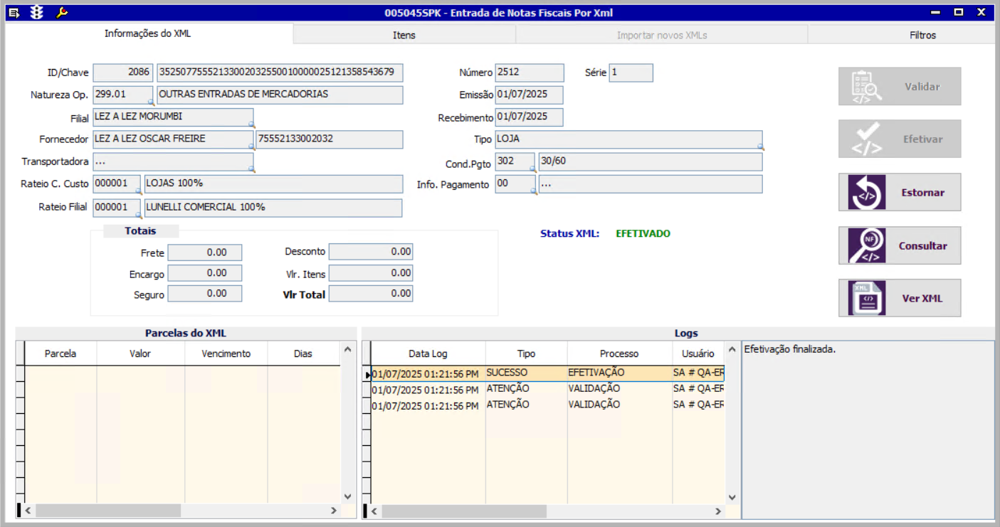 005045SPK - Entrada de Notas Fiscais Por Xml
Informações do XML
Itens
Importar novos XMLs
Filtros
ID/Chave 2086 35250775552133002032550010000025121358543679
Número 2512 Série 1
Natureza Op. 299.01 OUTRAS ENTRADAS DE MERCADORIAS
Emissão 01/07/2025
Filial LEZ A LEZ MORUMBI
Recebimento 01/07/2025
Fornecedor LEZ A LEZ OSCAR FREIRE 75552133002032
Tipo LOJA
Transportadora ...
Cond.Pgto 302 30/60
Rateio C. Custo 000001 LOJAS 100%
Info. Pagamento 00 ...
Rateio Filial 000001 LUNELLI COMERCIAL 100%
Validar
Efetivar
Estornar
NF
Consultar
XML
Ver XML
Totais
Status XML: EFETIVADO
Frete 0.00 Desconto 0.00
Encargo 0.00 Vlr. Itens 0.00
Seguro 0.00 Vlr Total 0.00
Parcelas do XML
Parcela Valor Vencimento Dias
Logs
Data Log Tipo Processo Usuário
01/07/2025 01:21:56 PM SUCESSO EFETIVAÇÃO SA # QA-ER
01/07/2025 01:21:56 PM ATENÇÃO VALIDAÇÃO SA # QA-ER
01/07/2025 01:21:56 PM ATENÇÃO VALIDAÇÃO SA # QA-ER
Efetivação finalizada.